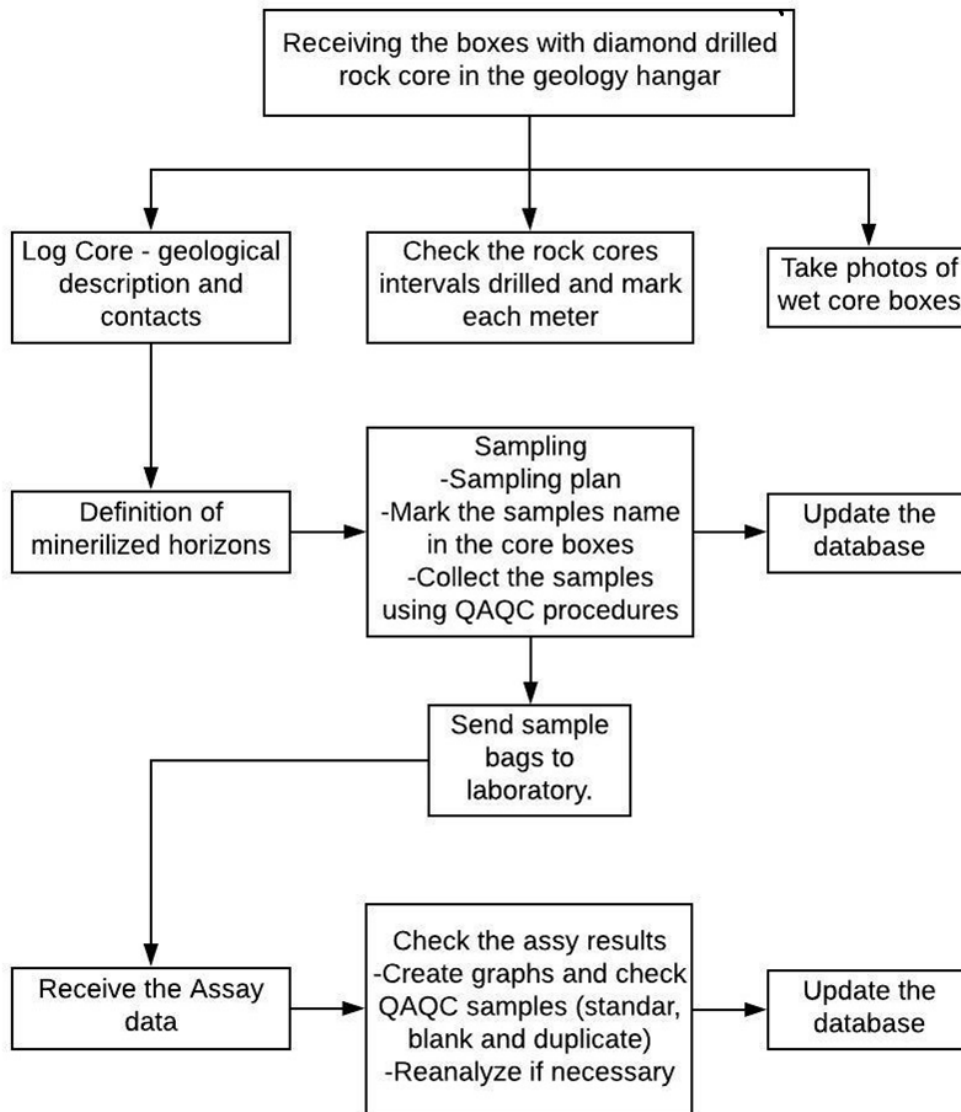 Receiving the boxes with diamond drilled
rock core in the geology hangar
Log Core - geological
description and
contacts
Check the rock cores
intervals drilled and mark
each meter
Take photos of
wet core boxes
Definition of
minerilized horizons
Sampling
-Sampling plan
-Mark the samples name
in the core boxes
-Collect the samples
using QAQC procedures
Update the
database
Send sample
bags to
laboratory.
Receive the Assay
data
Check the assy results
-Create graphs and check
QAQC samples (standar,
blank and duplicate)
-Reanalyze if necessary
Update the
database